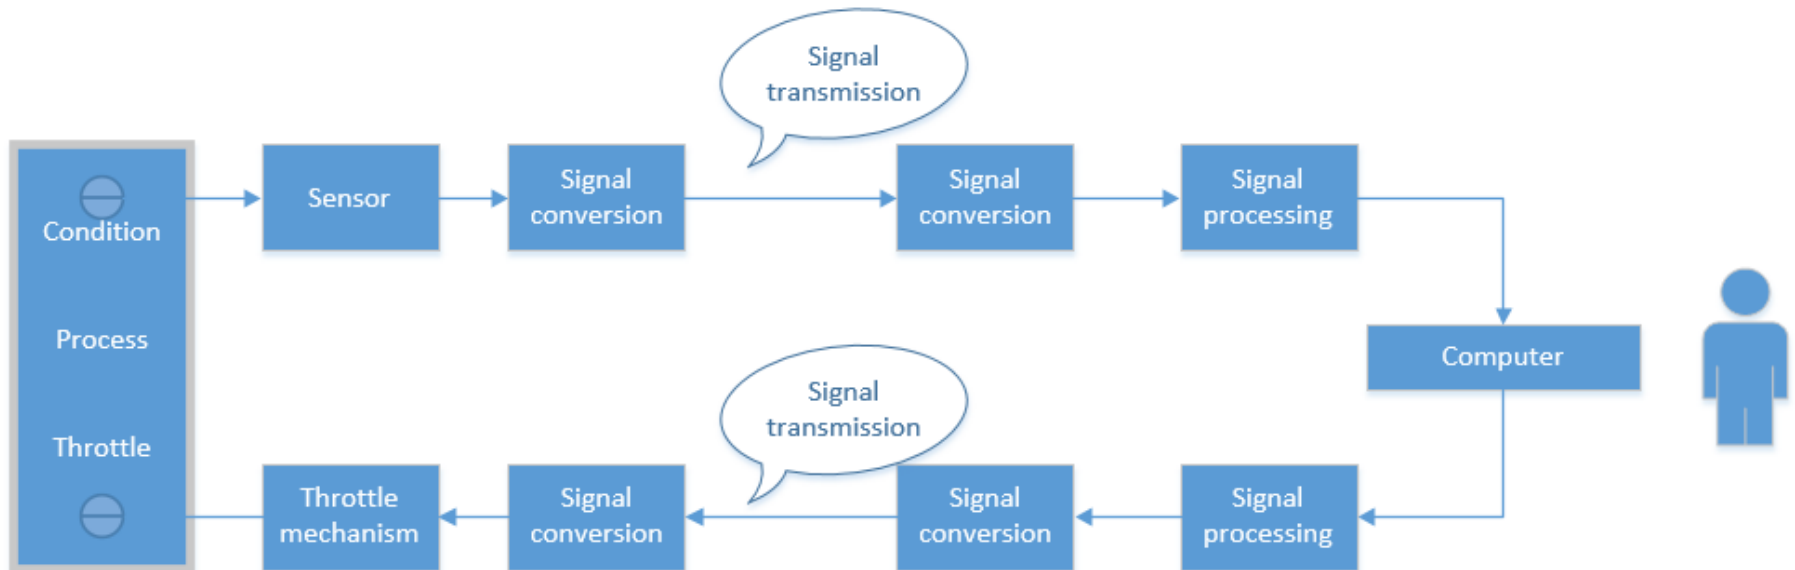 Signal
transmission
Condition
Process
Throttle
Sensor
Signal
conversion
Signal
conversion
Signal
processing
Computer
Signal
transmission
Throttle
mechanism
Signal
conversion
Signal
conversion
Signal
processing